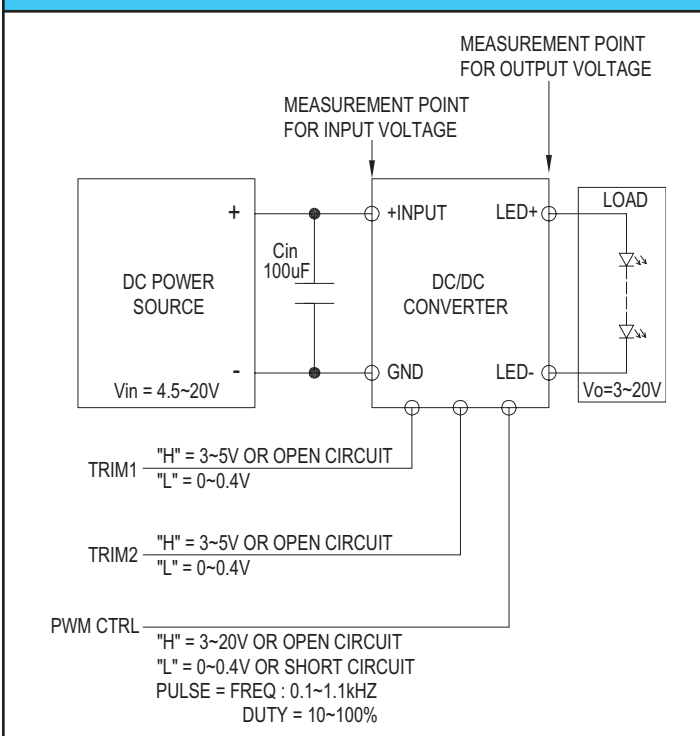 MEASUREMENT POINT
FOR OUTPUT VOLTAGE
MEASUREMENT POINT
FOR INPUT VOLTAGE
+
Cin
100uF
DC POWER
SOURCE
-
Vin = 4.5~20V
+INPUT
LED+
DC/DC
CONVERTER
GND
LED-
LOAD
Vo=3~20V
TRIM1
"H" = 3~5V OR OPEN CIRCUIT
"L" = 0~0.4V
TRIM2
"H" = 3~5V OR OPEN CIRCUIT
"L" = 0~0.4V
PWM CTRL
"H" = 3~20V OR OPEN CIRCUIT
"L" = 0~0.4V OR SHORT CIRCUIT
PULSE = FREQ : 0.1~1.1kHZ
DUTY = 10~100%